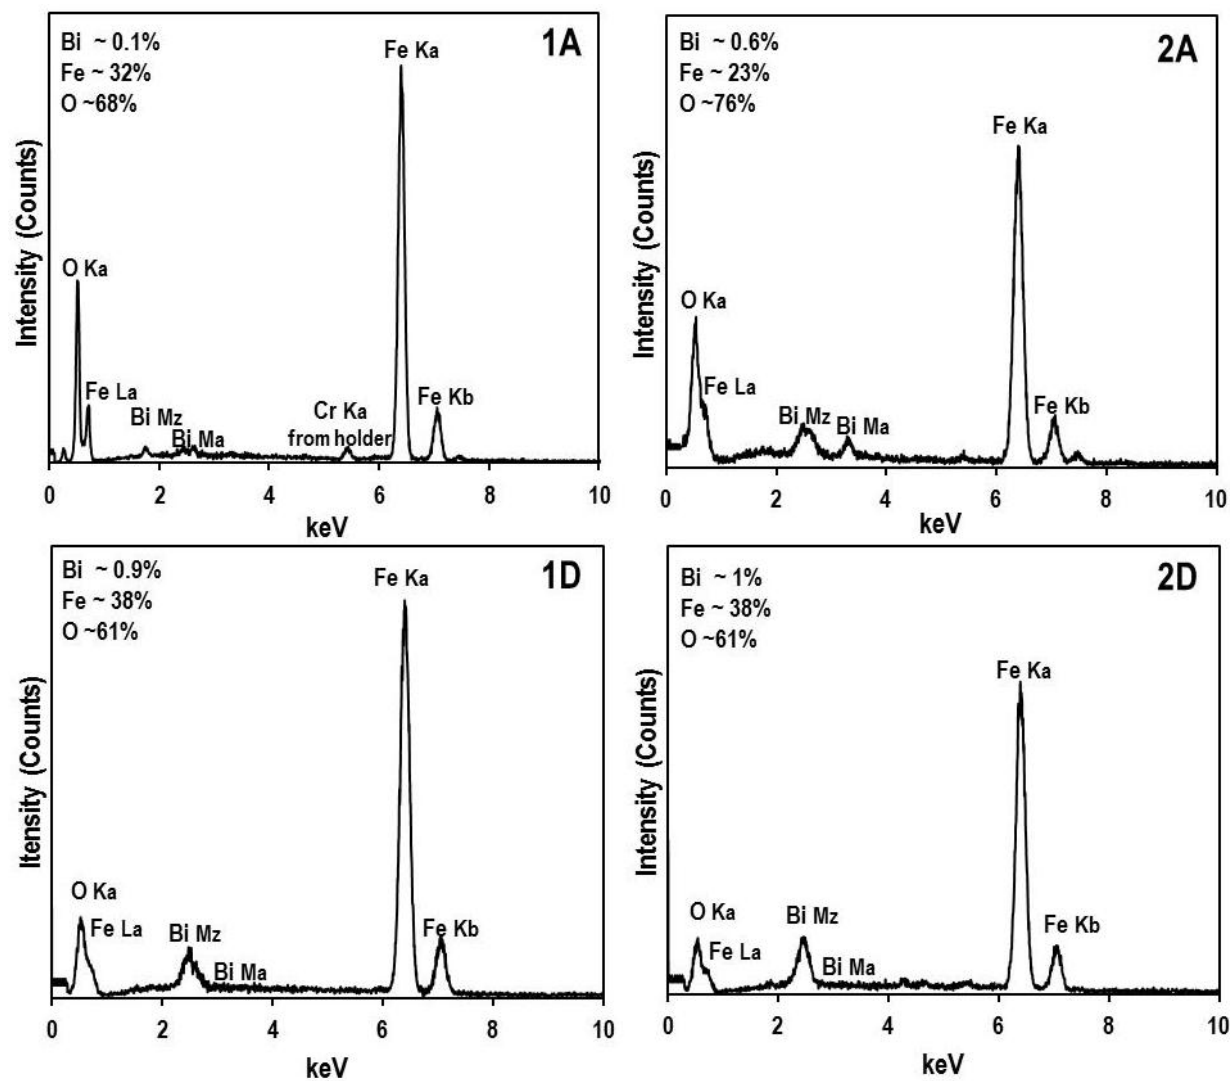 Bi ~ 0.1%
Fe ~ 32%
O ~68%
1A
Fe Ka
O Ka
Fe La
Bi Mz
Bi Ma
Cr Ka
from holder
Fe Kb
Intensity (Counts)
0 2 4 6 8 10
keV
Bi ~ 0.6%
Fe ~ 23%
O ~76%
2A
Fe Ka
O Ka
Fe La
Bi Mz
Bi Ma
Fe Kb
Intensity (Counts)
0 2 4 6 8 10
keV
Bi ~ 0.9%
Fe ~ 38%
O ~61%
1D
Fe Ka
O Ka
Fe La
Bi Mz
Bi Ma
Fe Kb
Itensity (Counts)
0 2 4 6 8 10
keV
Bi ~ 1%
Fe ~ 38%
O ~61%
2D
Fe Ka
O Ka
Fe La
Bi Mz
Bi Ma
Fe Kb
Intensity (Counts)
0 2 4 6 8 10
keV